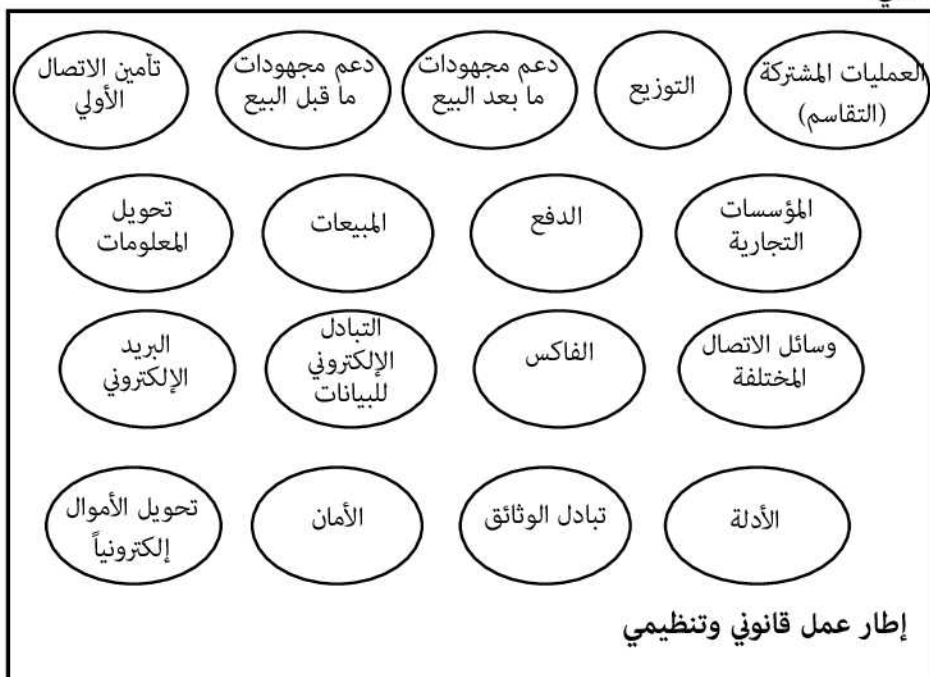 العمليات المشتركة
(التقاسم)
التوزيع
دعم مجهودات
ما بعد البيع
دعم مجهودات
ما قبل البيع
تأمين الاتصال
الأولي
المؤسسات
التجارية
الدفع
المبيعات
تحويل
المعلومات
وسائل الاتصال
المختلفة
الفاكس
التبادل
الإلكتروني
للبيانات
البريد
الإلكتروني
الأدلة
تبادل الوثائق
الأمان
تحويل الأموال
إلكترونياً
إطار عمل قانوني وتنظيمي